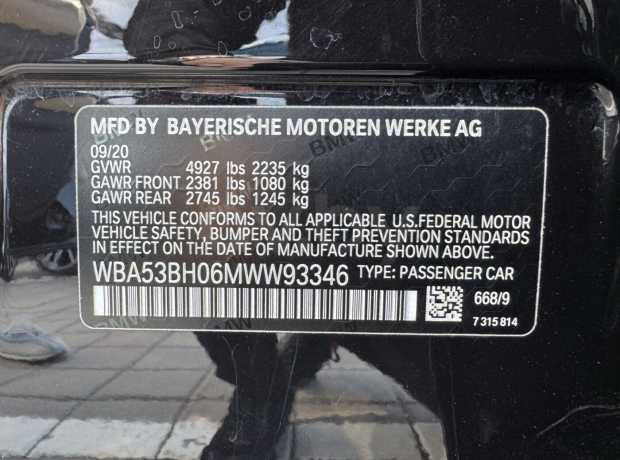 MFD BY BAYERISCHE MOTOREN WERKE AG
09/20
GVWR 4927 lbs 2235 kg
GAWR FRONT 2381 lbs 1080 kg
GAWR REAR 2745 lbs 1245 kg
THIS VEHICLE CONFORMS TO ALL APPLICABLE U.S.FEDERAL MOTOR
VEHICLE SAFETY, BUMPER AND THEFT PREVENTION STANDARDS
IN EFFECT ON THE DATE OF MANUFACTURE SHOWN ABOVE.
WBA53BH06MWW93346 TYPE: PASSENGER CAR
668/9
7 315 814